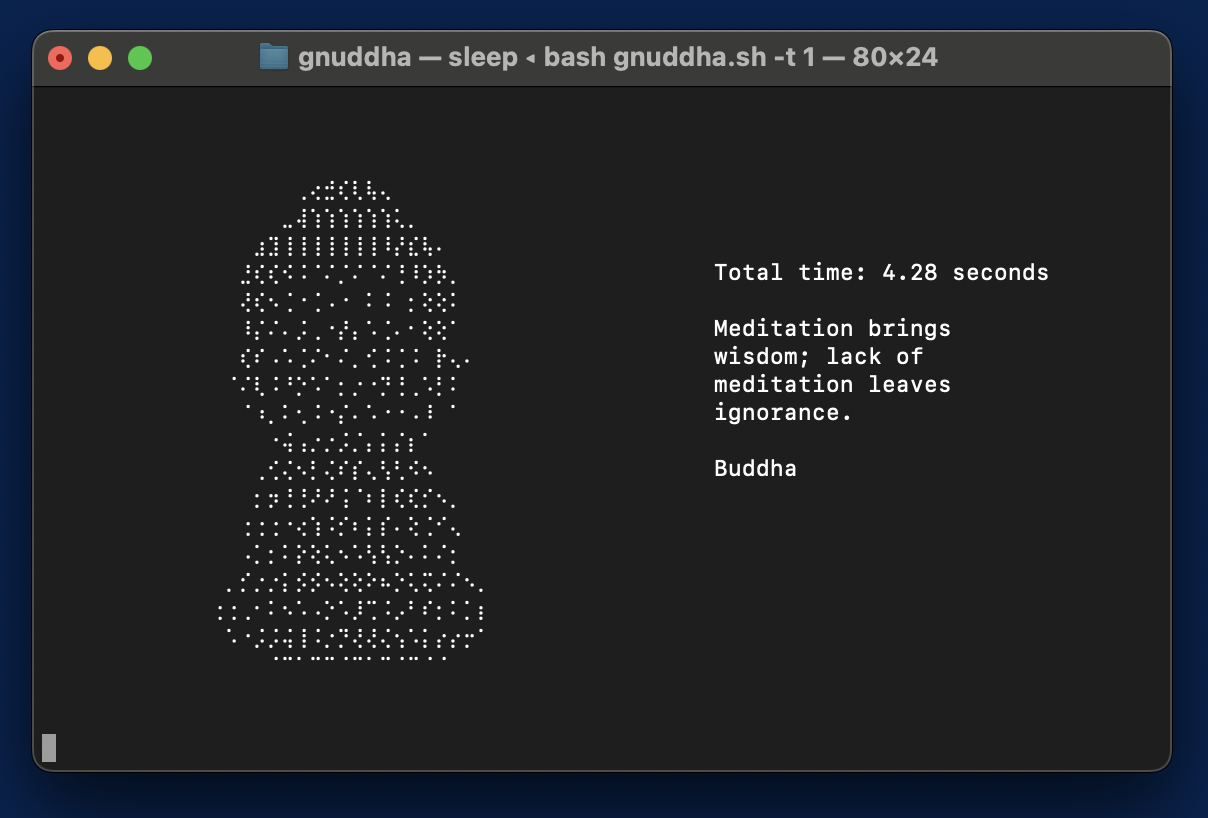 gnuddha — sleep ◂ bash gnuddha.sh -t 1 — 80×24
Total time: 4.28 seconds
Meditation brings
wisdom; lack of
meditation leaves
ignorance.
Buddha